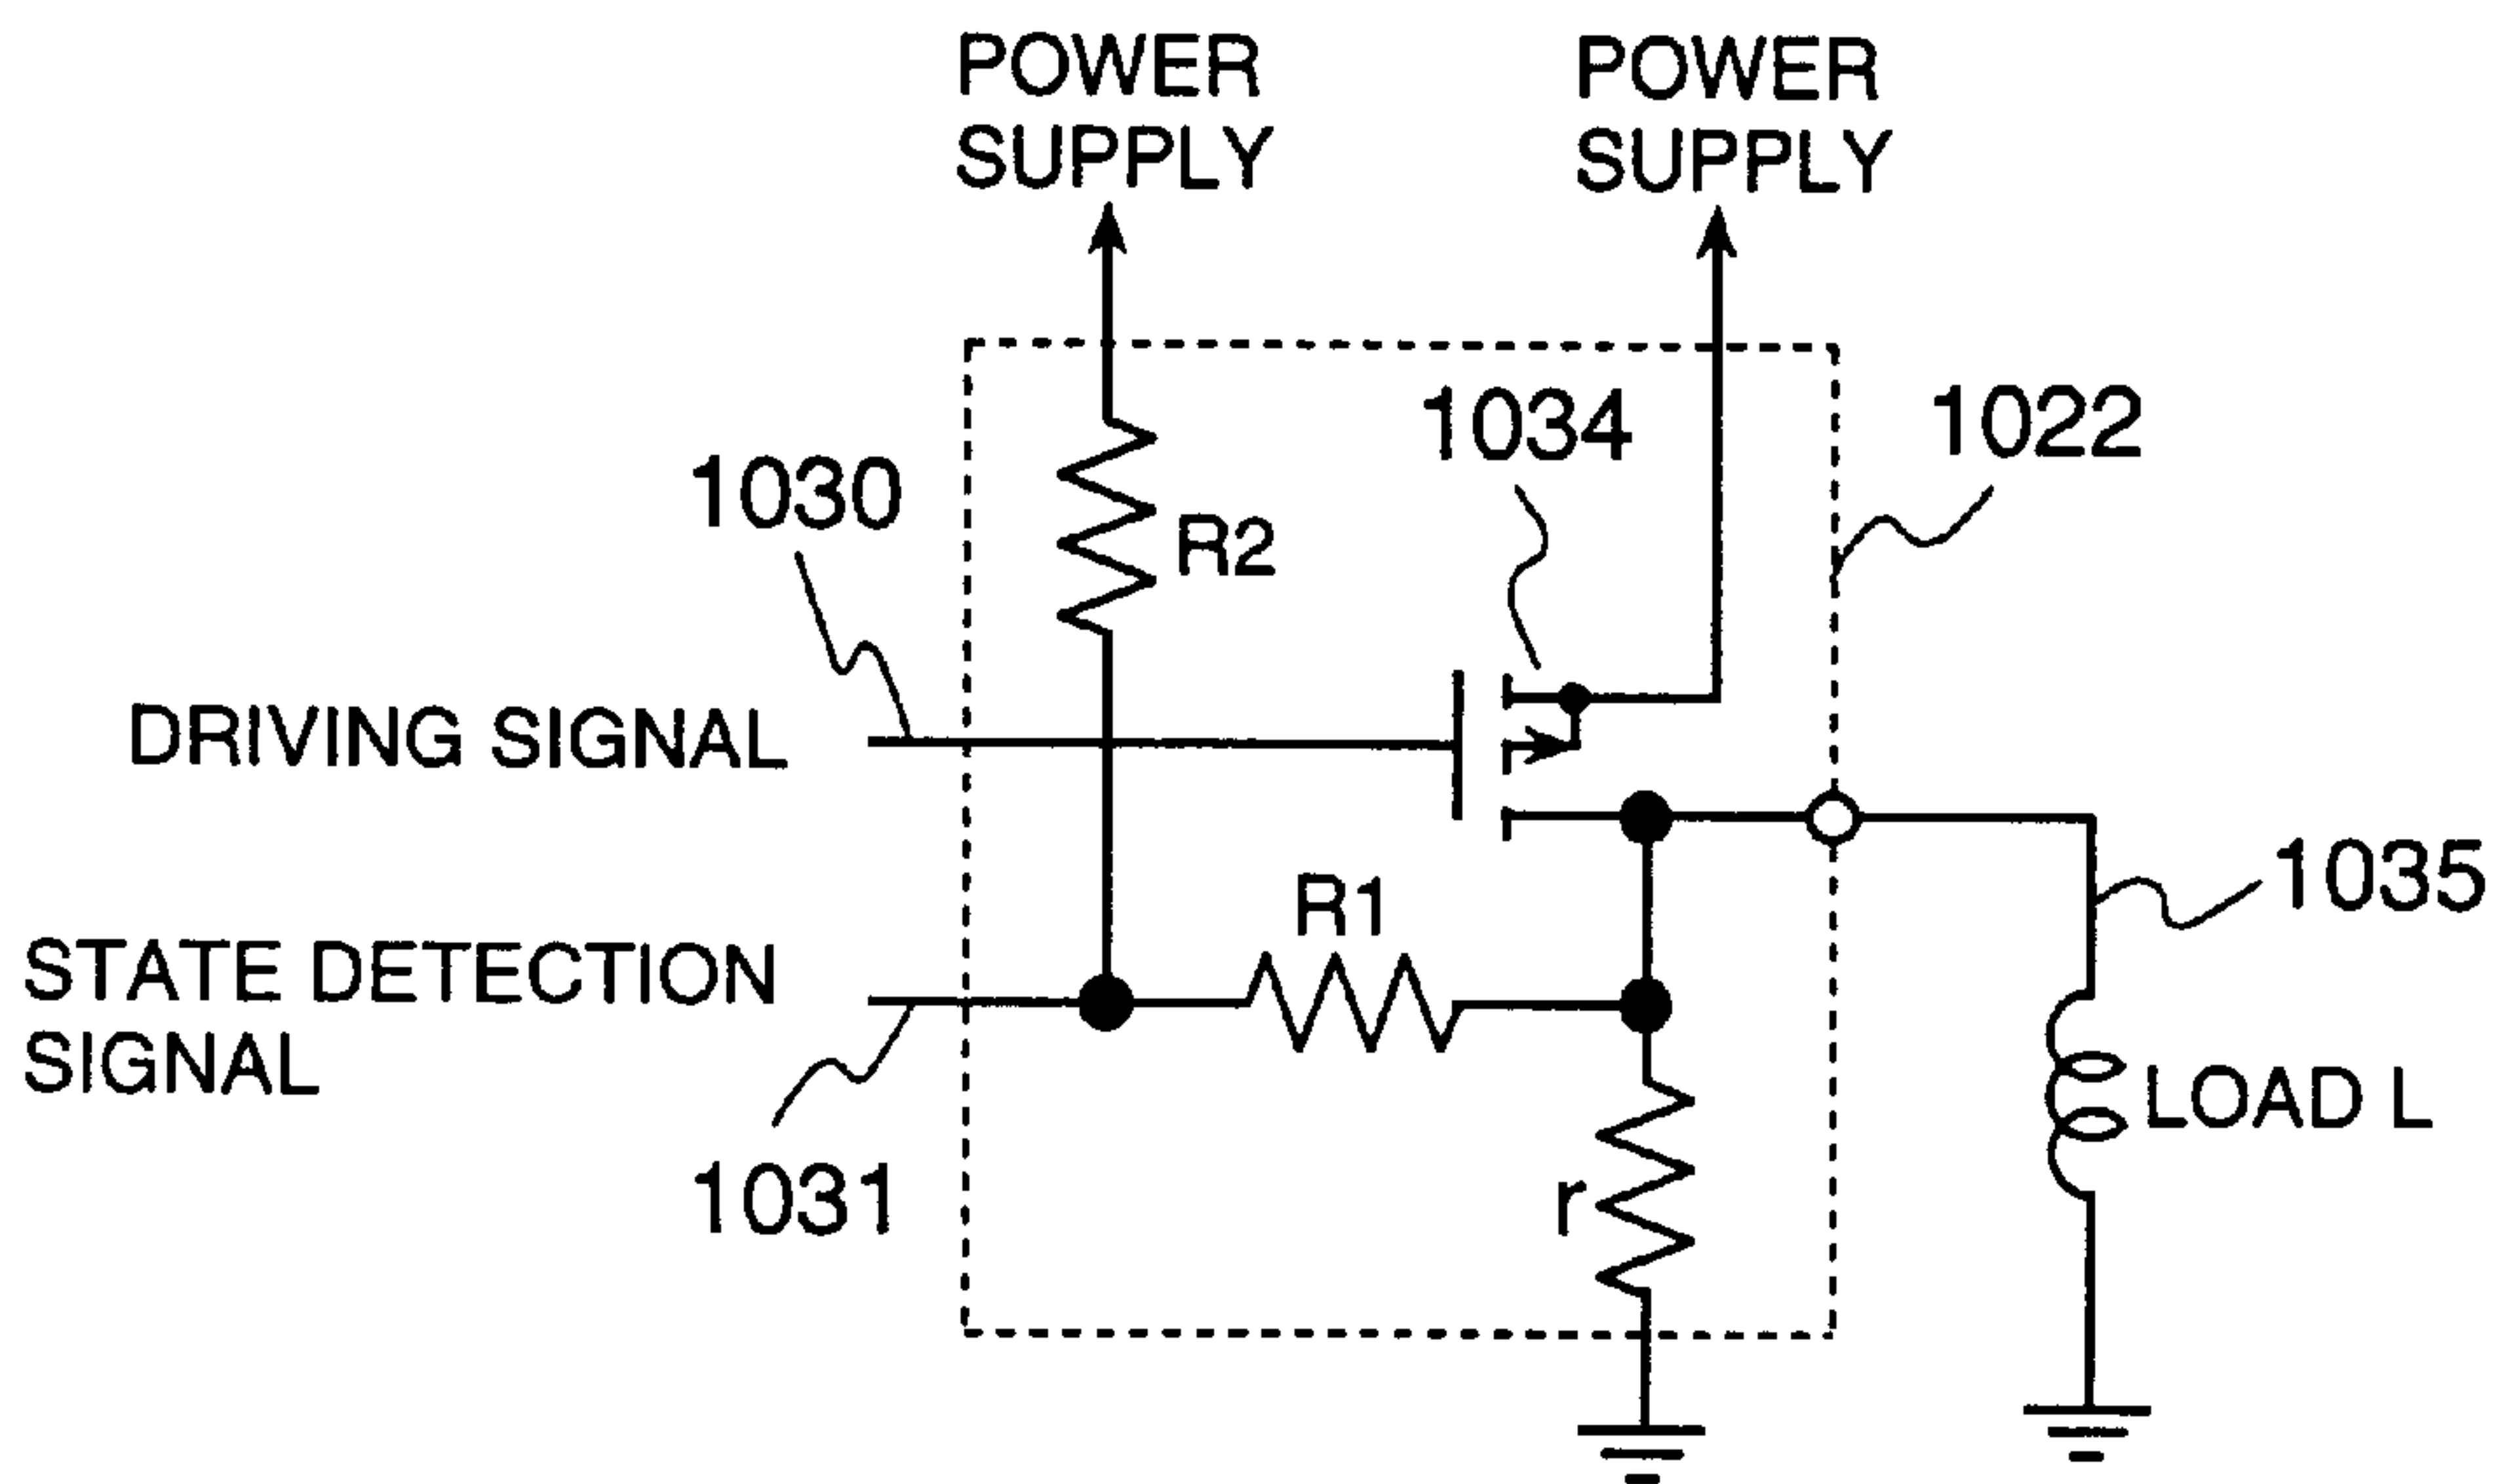 POWER
SUPPLY
POWER
SUPPLY
1034
1022
1030
R2
DRIVING SIGNAL
R1
1035
STATE DETECTION
SIGNAL
LOAD L
1031
r